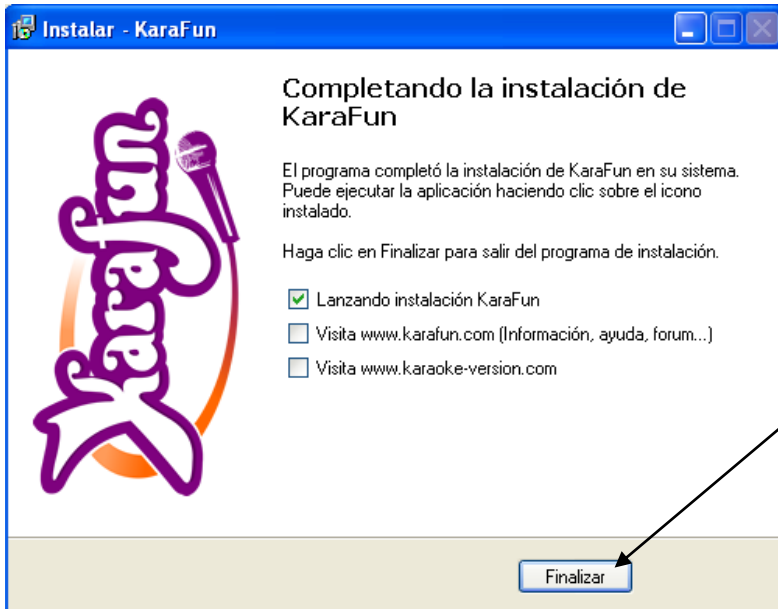 Instalar - KaraFun
Completando la instalación de
KaraFun
El programa completó la instalación de KaraFun en su sistema.
Puede ejecutar la aplicación haciendo clic sobre el icono
instalado.
Haga clic en Finalizar para salir del programa de instalación.
Lanzando instalación KaraFun
Visita www.karafun.com (Información, ayuda, forum...)
Visita www.karaoke-version.com
Karafun
Finalizar